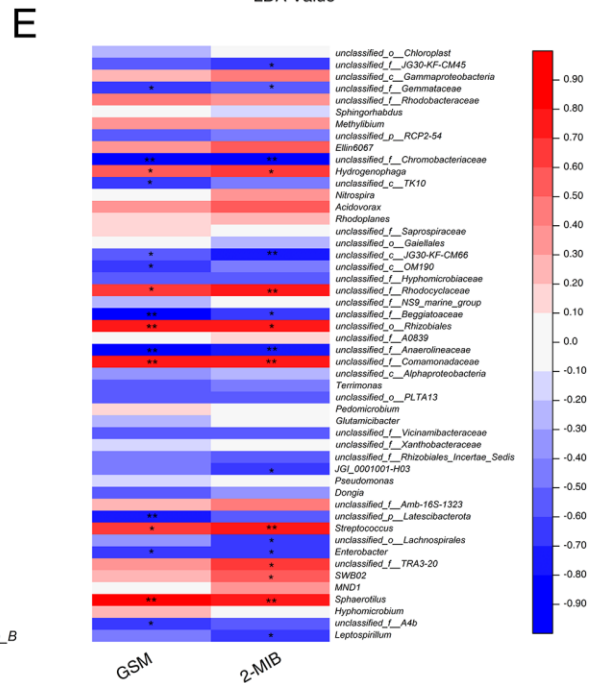 E
unclassified_o__Chloroplast
* unclassified_f__JG30-KF-CM45
unclassified_c__Gammaproteobacteria
* * unclassified_f__Gemmataceae
unclassified_f__Rhodobacteraceae
Sphingorhabdus
Methylibium
unclassified_p__RCP2-54
Ellin6067
** ** unclassified_f__Chromobacteriaceae
* * Hydrogenophaga
* unclassified_c__TK10
Nitrospira
Acidovorax
Rhodoplanes
unclassified_f__Saprospiraceae
unclassified_o__Gaiellales
* ** unclassified_c__JG30-KF-CM66
* unclassified_c__OM190
unclassified_f__Hyphomicrobiaceae
* ** unclassified_f__Rhodocyclaceae
unclassified_f__NS9_marine_group
** * unclassified_f__Beggiatoaceae
** * unclassified_o__Rhizobiales
unclassified_f__A0839
** ** unclassified_f__Anaerolineaceae
** ** unclassified_f__Comamonadaceae
unclassified_c__Alphaproteobacteria
Terrimonas
unclassified_o__PLTA13
Pedomicrobium
Glutamicibacter
unclassified_f__Vicinamibacteraceae
unclassified_f__Xanthobacteraceae
unclassified_f__Rhizobiales_Incertae_Sedis
* JGI_0001001-H03
Pseudomonas
Dongia
unclassified_f__Amb-16S-1323
** unclassified_p__Latescibacterota
* ** Streptococcus
* unclassified_o__Lachnospirales
* * Enterobacter
* unclassified_f__TRA3-20
* SWB02
MND1
** ** Sphaerotilus
Hyphomicrobium
* unclassified_f__A4b
* Leptospirillum
0.90
0.80
0.70
0.60
0.50
0.40
0.30
0.20
0.10
0.0
-0.10
-0.20
-0.30
-0.40
-0.50
-0.60
-0.70
-0.80
-0.90
_B
GSM
2-MIB